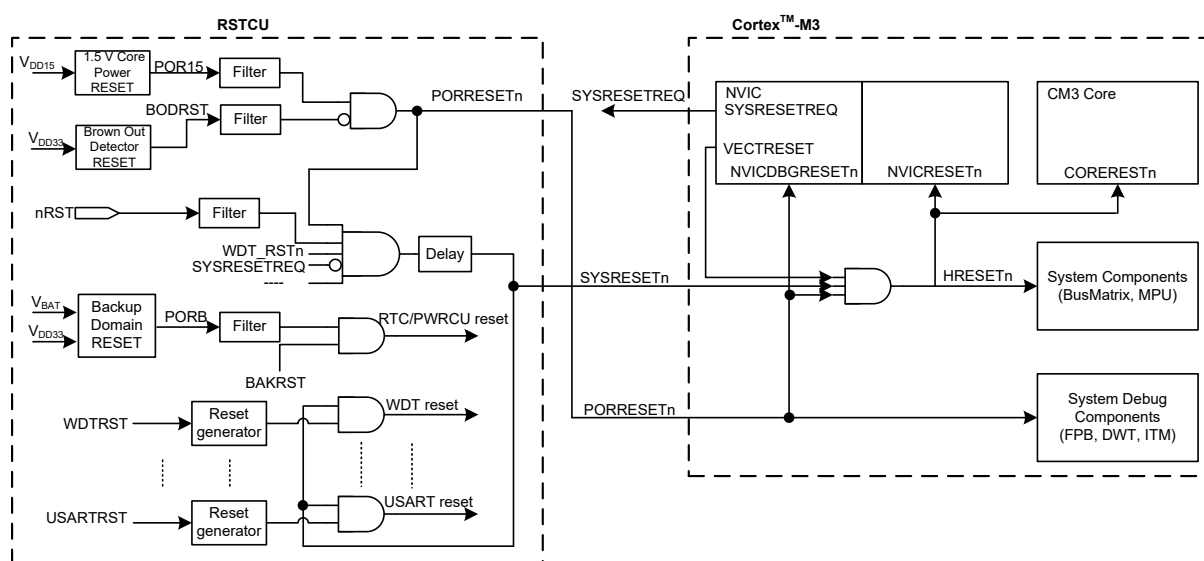 RSTCU
Cortex™-M3
VDD15
1.5 V Core
Power
RESET
POR15
Filter
BODRST
Filter
VDD33
Brown Out
Detector
RESET
PORRESETn
SYSRESETREQ
NVIC
SYSRESETREQ
VECTRESET
NVICDBGRESETn
NVICRESETn
CM3 Core
CORERESTn
nRST
Filter
WDT_RSTn
SYSRESETREQ
----
Delay
SYSRESETn
HRESETn
System Components
(BusMatrix, MPU)
VBAT
VDD33
Backup
Domain
RESET
PORB
Filter
RTC/PWRCU reset
BAKRST
WDTRST
Reset
generator
WDT reset
PORRESETn
System Debug
Components
(FPB, DWT, ITM)
USARTRST
Reset
generator
USART reset